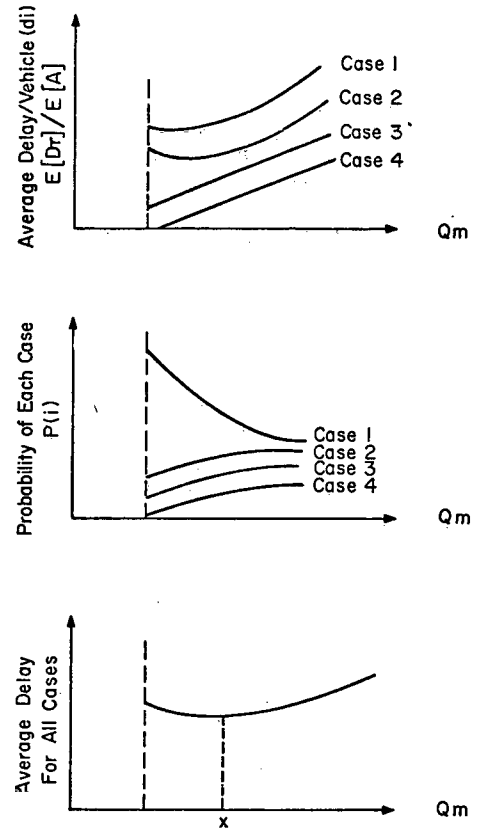 Average Delay/Vehicle (di)
E [Dτ] / E [A]
Case 1
Case 2
Case 3
Case 4
Qm
Probability of Each Case
P(i)
Case 1
Case 2
Case 3
Case 4
Qm
Average Delay
For All Cases
x
Qm